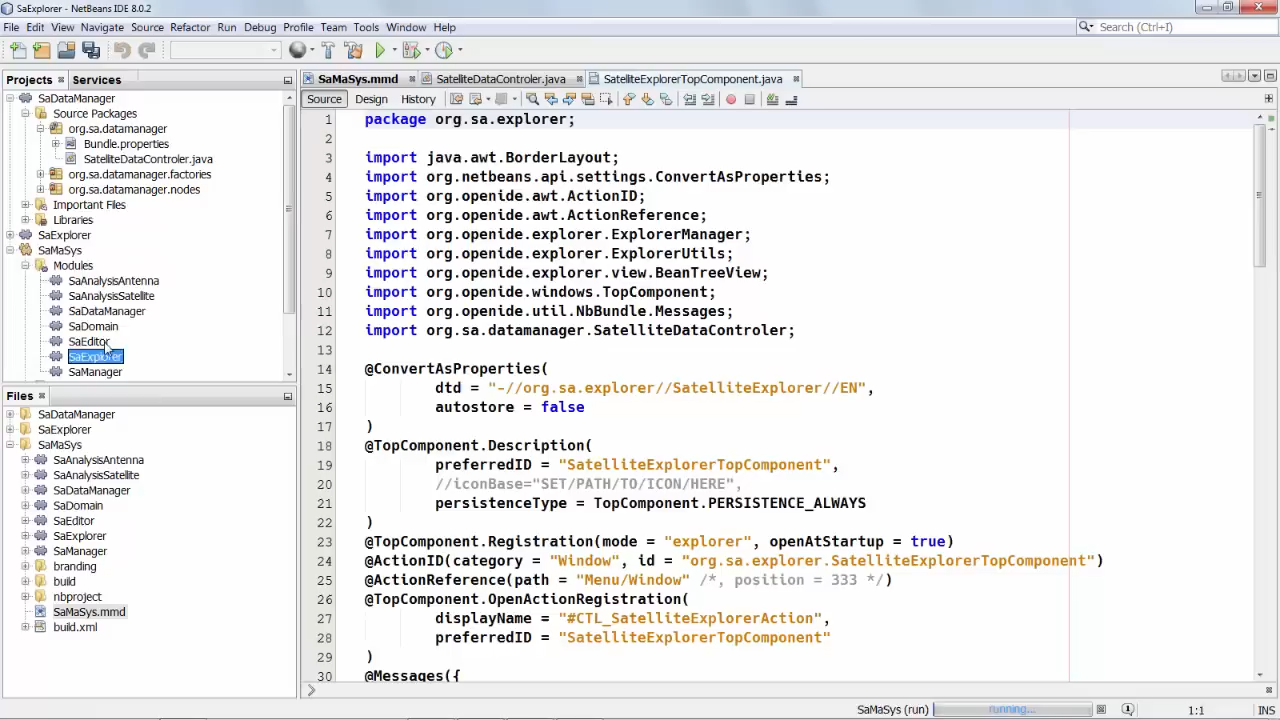 SaExplorer - NetBeans IDE 8.0.2
File Edit View Navigate Source Refactor Run Debug Profile Team Tools Window Help
Search (Ctrl+I)
Projects Services
SaDataManager
Source Packages
org.sa.datamanager
Bundle.properties
SatelliteDataControler.java
org.sa.datamanager.factories
org.sa.datamanager.nodes
Important Files
Libraries
SaExplorer
SaMaSys
Modules
SaAnalysisAntenna
SaAnalysisSatellite
SaDataManager
SaDomain
SaEditor
SaExplorer
SaManager
Files
SaDataManager
SaExplorer
SaMaSys
SaAnalysisAntenna
SaAnalysisSatellite
SaDataManager
SaDomain
SaEditor
SaExplorer
SaManager
branding
build
nbproject
SaMaSys.mmd
build.xml
SaMaSys.mmd SatelliteDataControler.java SatelliteExplorerTopComponent.java
Source Design History
1 package org.sa.explorer;
2
3 import java.awt.BorderLayout;
4 import org.netbeans.api.settings.ConvertAsProperties;
5 import org.openide.awt.ActionID;
6 import org.openide.awt.ActionReference;
7 import org.openide.explorer.ExplorerManager;
8 import org.openide.explorer.ExplorerUtils;
9 import org.openide.explorer.view.BeanTreeView;
10 import org.openide.windows.TopComponent;
11 import org.openide.util.NbBundle.Messages;
12 import org.sa.datamanager.SatelliteDataControler;
13
14 @ConvertAsProperties(
15 dtd = "-//org.sa.explorer//SatelliteExplorer//EN",
16 autostore = false
17 )
18 @TopComponent.Description(
19 preferredID = "SatelliteExplorerTopComponent",
20 //iconBase="SET/PATH/TO/ICON/HERE",
21 persistenceType = TopComponent.PERSISTENCE_ALWAYS
22 )
23 @TopComponent.Registration(mode = "explorer", openAtStartup = true)
24 @ActionID(category = "Window", id = "org.sa.explorer.SatelliteExplorerTopComponent")
25 @ActionReference(path = "Menu/Window" /*, position = 333 */)
26 @TopComponent.OpenActionRegistration(
27 displayName = "#CTL_SatelliteExplorerAction",
28 preferredID = "SatelliteExplorerTopComponent"
29 )
30 @Messages({
SaMaSys (run) running... 1:1 INS